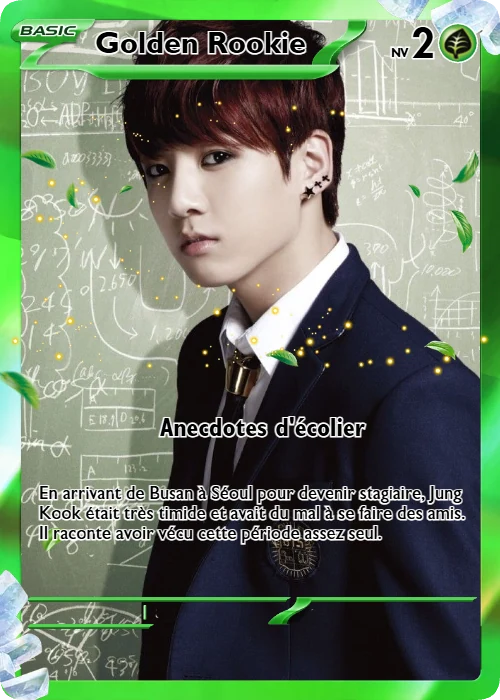 BASIC
Golden Rookie
NV 2
Anecdotes d'écolier
En arrivant de Busan à Séoul pour devenir stagiaire, Jung
Kook était très timide et avait du mal à se faire des amis.
Il raconte avoir vécu cette période assez seul.